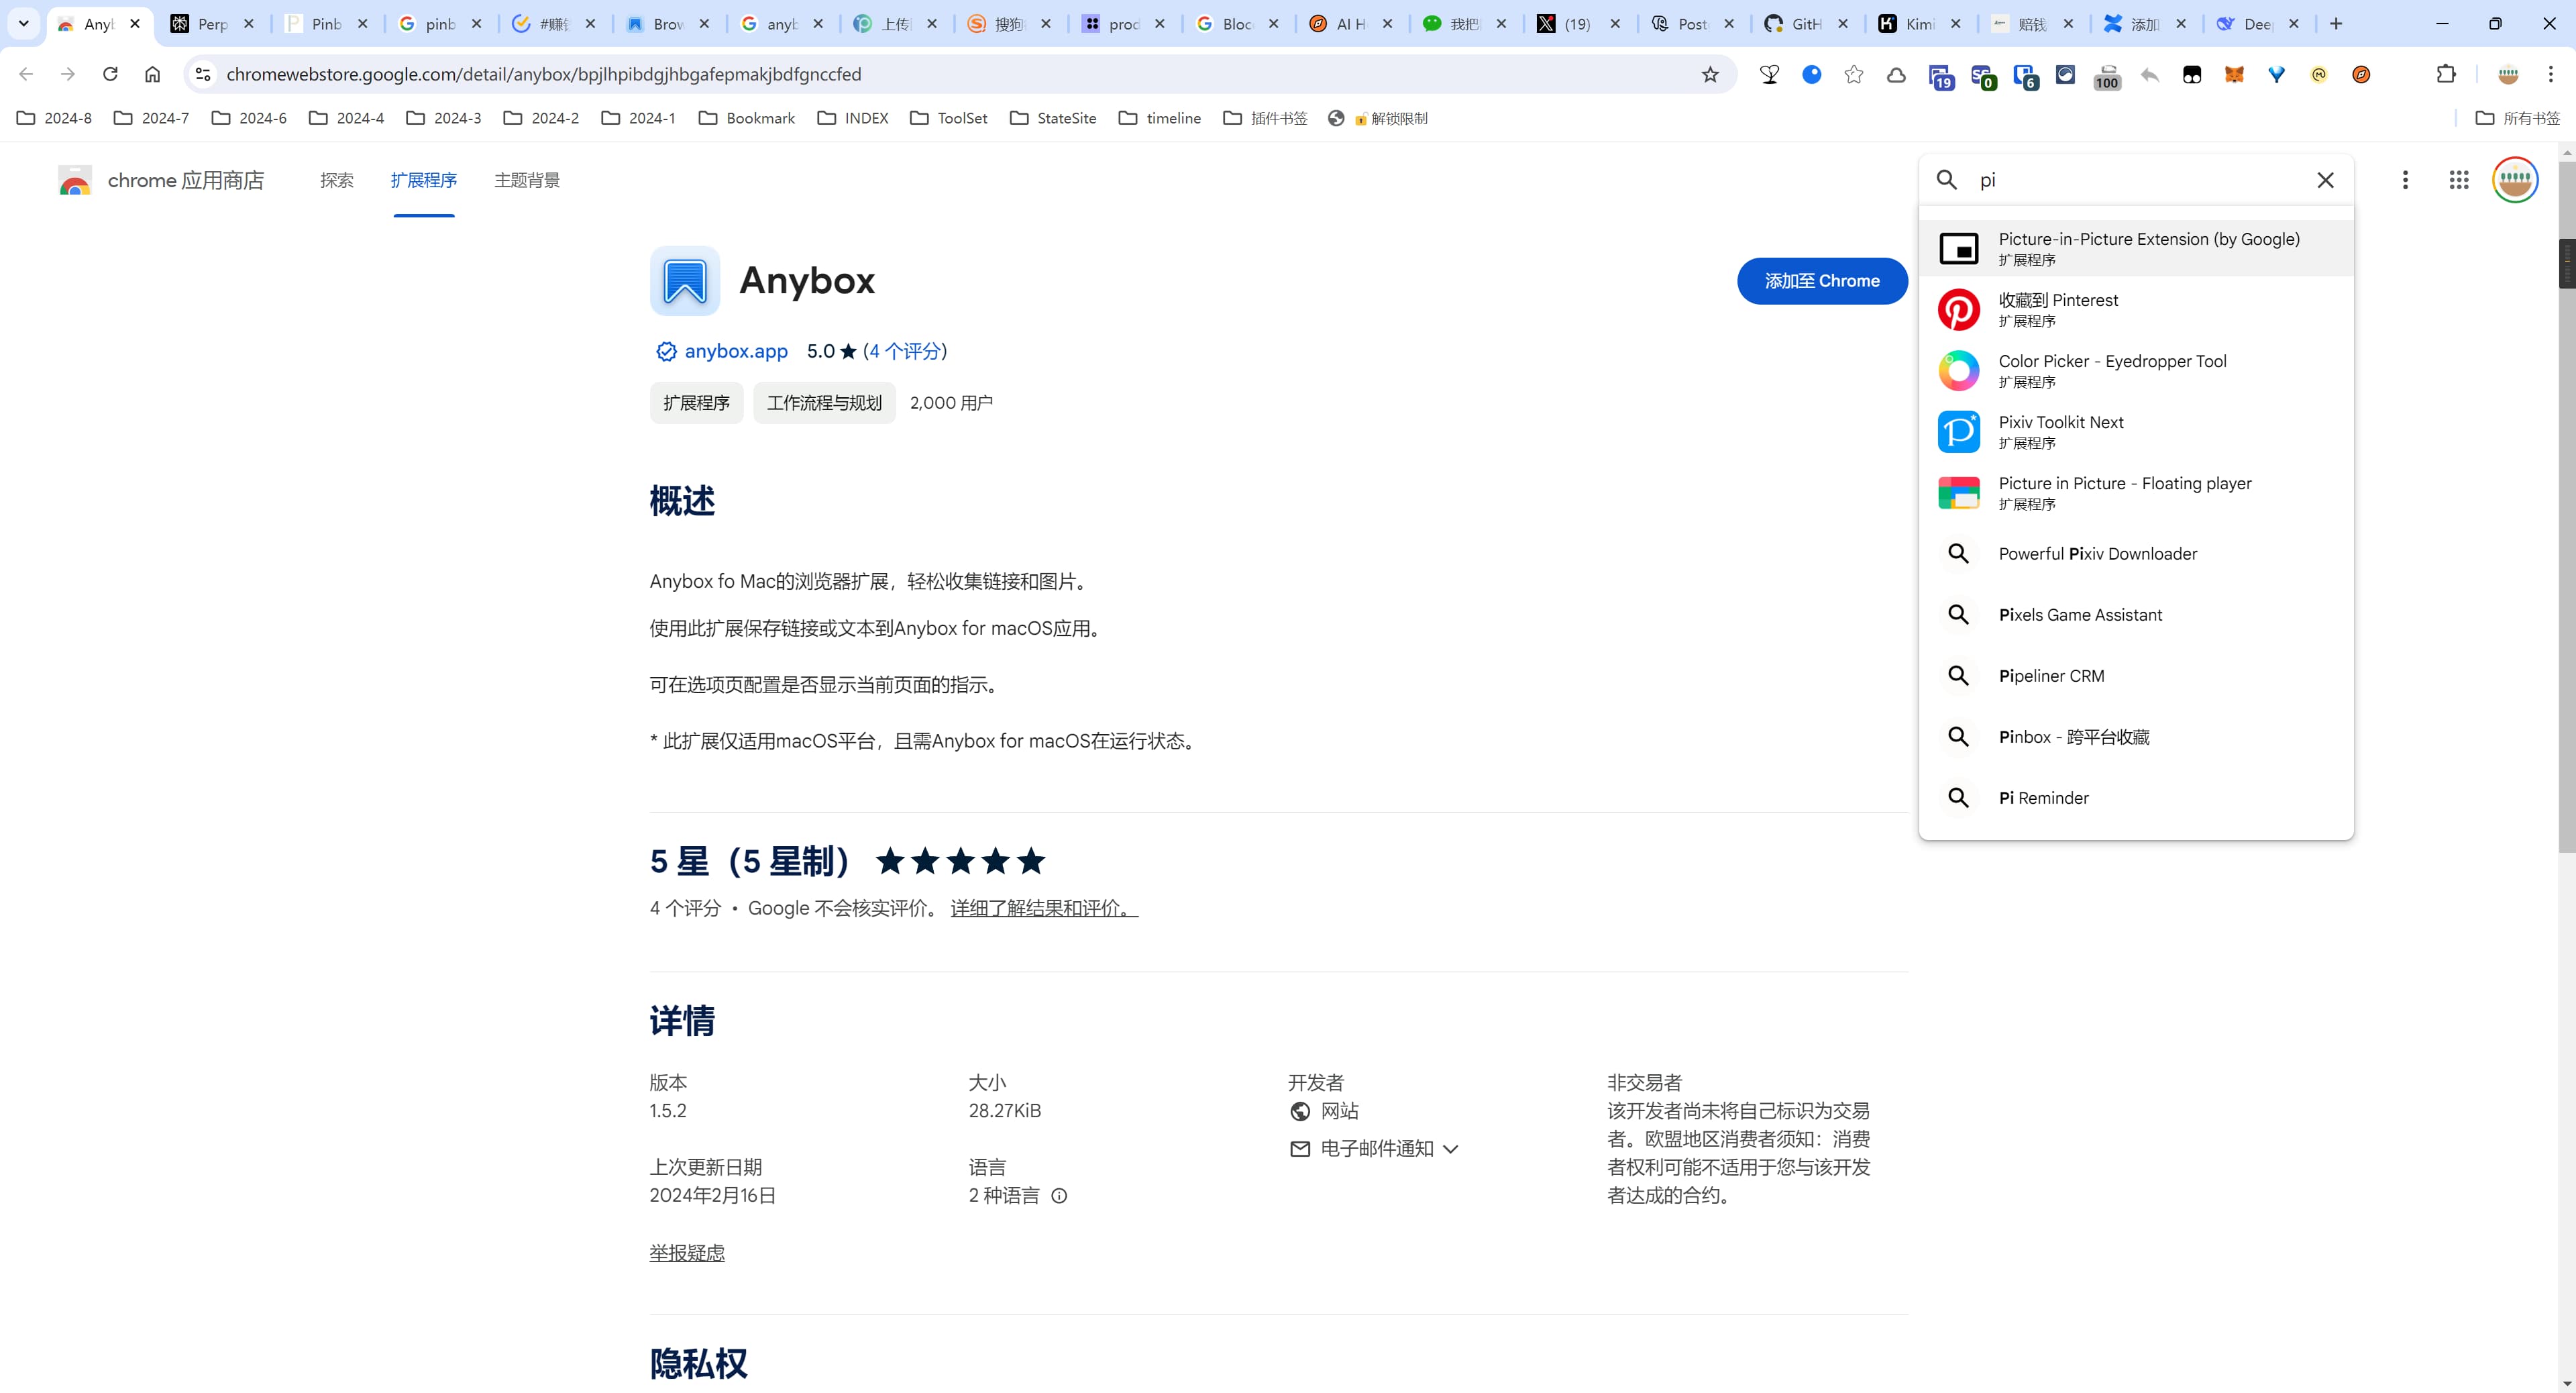 Anyb
Perp
Pinb
pinb
#赚钱
Brow
anyb
上传
搜狗
prod
Bloc
AI H
我把
(19)
Post
GitH
Kimi
赔钱
添加
Deep
chromewebstore.google.com/detail/anybox/bpjlhpibdgjhbgafepmakjbdfgnccfed
19
0
6
100
2024-8
2024-7
2024-6
2024-4
2024-3
2024-2
2024-1
Bookmark
INDEX
ToolSet
StateSite
timeline
插件书签
🔓解锁限制
所有书签
chrome 应用商店
探索
扩展程序
主题背景
pi
Picture-in-Picture Extension (by Google)
扩展程序
收藏到 Pinterest
扩展程序
Color Picker - Eyedropper Tool
扩展程序
Pixiv Toolkit Next
扩展程序
Picture in Picture - Floating player
扩展程序
Powerful Pixiv Downloader
Pixels Game Assistant
Pipeliner CRM
Pinbox - 跨平台收藏
Pi Reminder
Anybox
添加至 Chrome
anybox.app 5.0 ★ (4 个评分)
扩展程序 工作流程与规划 2,000 用户
概述
Anybox fo Mac的浏览器扩展，轻松收集链接和图片。
使用此扩展保存链接或文本到Anybox for macOS应用。
可在选项页配置是否显示当前页面的指示。
* 此扩展仅适用macOS平台，且需Anybox for macOS在运行状态。
5 星（5 星制）
4 个评分 • Google 不会核实评价。 详细了解结果和评价。
详情
版本
1.5.2
大小
28.27KiB
开发者
网站
电子邮件通知
非交易者
该开发者尚未将自己标识为交易
者。欧盟地区消费者须知：消费
者权利可能不适用于您与该开发
者达成的合约。
上次更新日期
2024年2月16日
语言
2 种语言
举报疑虑
隐私权